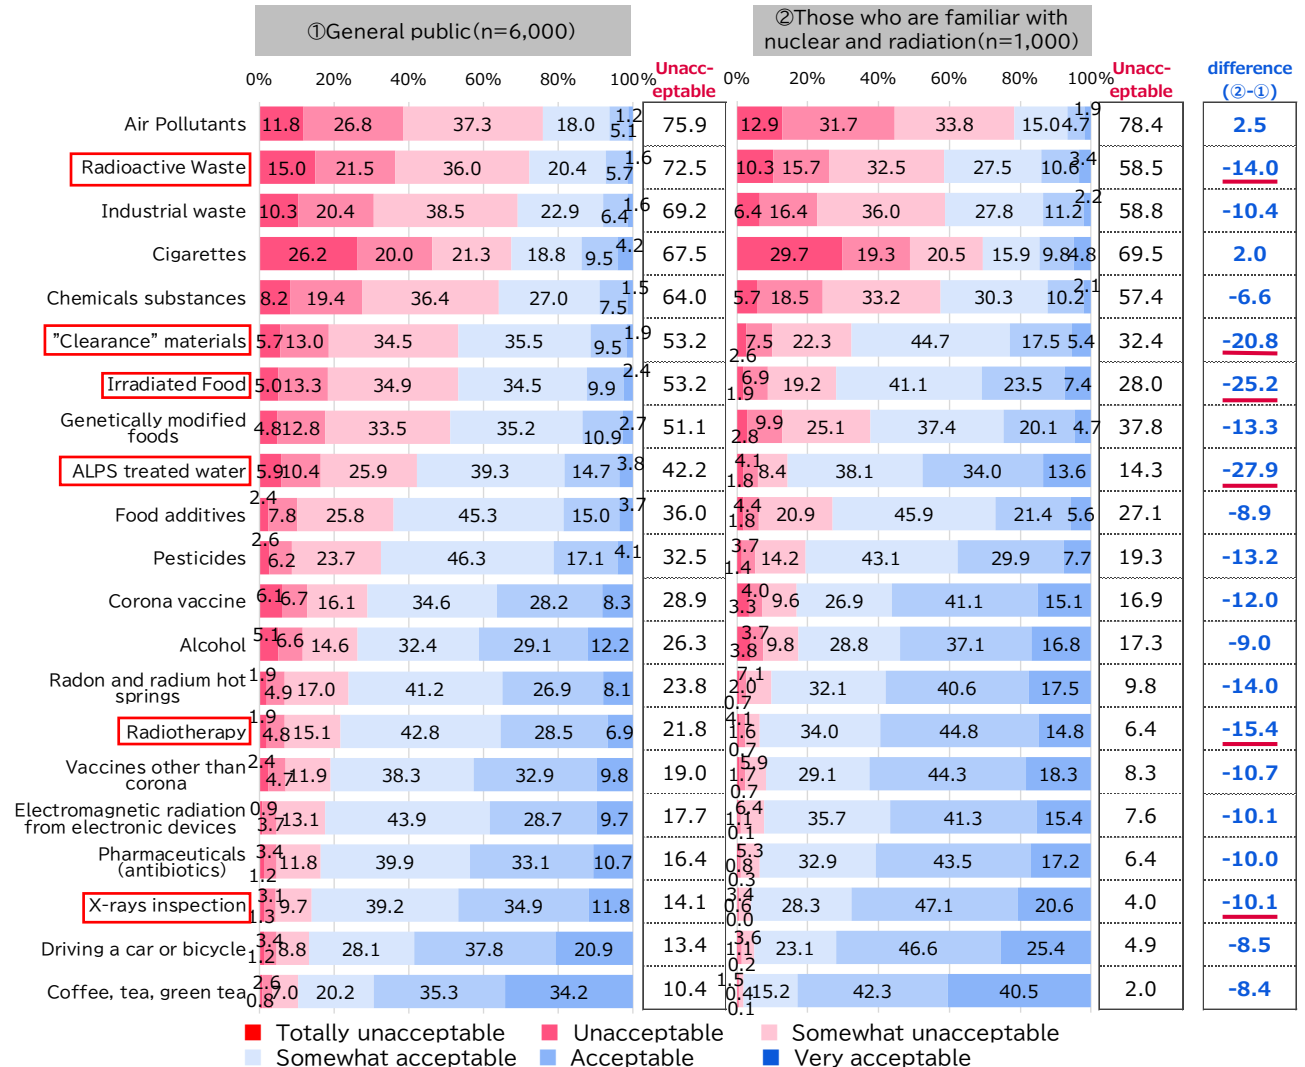 ①General public(n=6,000)
②Those who are familiar with
nuclear and radiation(n=1,000)
0% 20% 40% 60% 80% 100%
Unacc-
eptable
0% 20% 40% 60% 80% 100%
Unacc-
eptable
difference
(②-①)
Air Pollutants 11.8 26.8 37.3 18.0 5.1 1.2 75.9 12.9 31.7 33.8 15.0 4.7 1.9 78.4 2.5
Radioactive Waste 15.0 21.5 36.0 20.4 5.7 1.6 72.5 10.3 15.7 32.5 27.5 10.6 3.4 58.5 -14.0
Industrial waste 10.3 20.4 38.5 22.9 6.4 1.6 69.2 6.4 16.4 36.0 27.8 11.2 2.2 58.8 -10.4
Cigarettes 26.2 20.0 21.3 18.8 9.5 4.2 67.5 29.7 19.3 20.5 15.9 9.8 4.8 69.5 2.0
Chemicals substances 8.2 19.4 36.4 27.0 7.5 1.5 64.0 5.7 18.5 33.2 30.3 10.2 2.1 57.4 -6.6
”Clearance” materials 5.7 13.0 34.5 35.5 9.5 1.9 53.2 2.6 7.5 22.3 44.7 17.5 5.4 32.4 -20.8
Irradiated Food 5.0 13.3 34.9 34.5 9.9 2.4 53.2 1.9 6.9 19.2 41.1 23.5 7.4 28.0 -25.2
Genetically modified
foods 4.8 12.8 33.5 35.2 10.9 2.7 51.1 2.8 9.9 25.1 37.4 20.1 4.7 37.8 -13.3
ALPS treated water 5.9 10.4 25.9 39.3 14.7 3.8 42.2 1.8 4.1 8.4 38.1 34.0 13.6 14.3 -27.9
Food additives 2.4 7.8 25.8 45.3 15.0 3.7 36.0 1.8 4.4 20.9 45.9 21.4 5.6 27.1 -8.9
Pesticides 2.6 6.2 23.7 46.3 17.1 4.1 32.5 1.4 3.7 14.2 43.1 29.9 7.7 19.3 -13.2
Corona vaccine 6.1 6.7 16.1 34.6 28.2 8.3 28.9 3.3 4.0 9.6 26.9 41.1 15.1 16.9 -12.0
Alcohol 5.1 6.6 14.6 32.4 29.1 12.2 26.3 3.8 3.7 9.8 28.8 37.1 16.8 17.3 -9.0
Radon and radium hot
springs 1.9 4.9 17.0 41.2 26.9 8.1 23.8 0.7 2.0 7.1 32.1 40.6 17.5 9.8 -14.0
Radiotherapy 1.9 4.8 15.1 42.8 28.5 6.9 21.8 0.7 1.6 4.1 34.0 44.8 14.8 6.4 -15.4
Vaccines other than
corona 2.4 4.7 11.9 38.3 32.9 9.8 19.0 0.7 1.7 5.9 29.1 44.3 18.3 8.3 -10.7
Electromagnetic radiation
from electronic devices 0.9 3.7 13.1 43.9 28.7 9.7 17.7 0.1 1.1 6.4 35.7 41.3 15.4 7.6 -10.1
Pharmaceuticals
(antibiotics) 1.2 3.4 11.8 39.9 33.1 10.7 16.4 0.3 0.8 5.3 32.9 43.5 17.2 6.4 -10.0
X-rays inspection 1.3 3.1 9.7 39.2 34.9 11.8 14.1 0.0 0.6 3.4 28.3 47.1 20.6 4.0 -10.1
Driving a car or bicycle 1.2 3.4 8.8 28.1 37.8 20.9 13.4 0.2 1.1 3.6 23.1 46.6 25.4 4.9 -8.5
Coffee, tea, green tea 0.8 2.6 7.0 20.2 35.3 34.2 10.4 0.1 0.4 1.5 15.2 42.3 40.5 2.0 -8.4
Totally unacceptable Unacceptable Somewhat unacceptable
Somewhat acceptable Acceptable Very acceptable